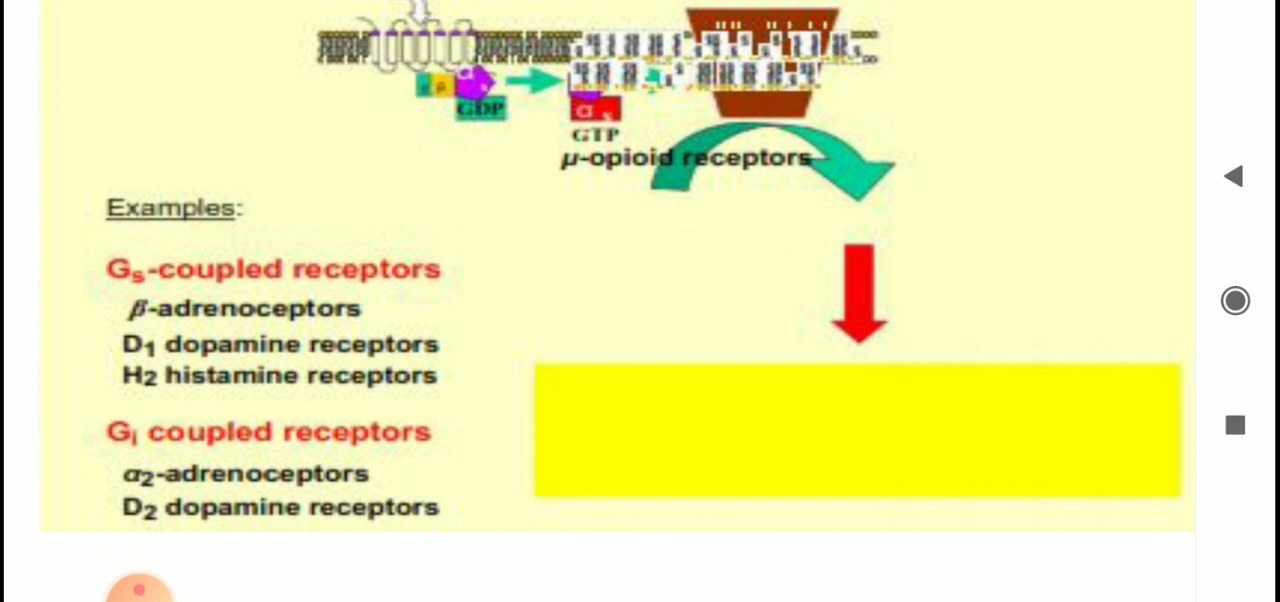 α
β
GDP
α s
GTP
μ-opioid receptors
Examples:
Gs-coupled receptors
β-adrenoceptors
D1 dopamine receptors
H2 histamine receptors
Gi coupled receptors
α2-adrenoceptors
D2 dopamine receptors